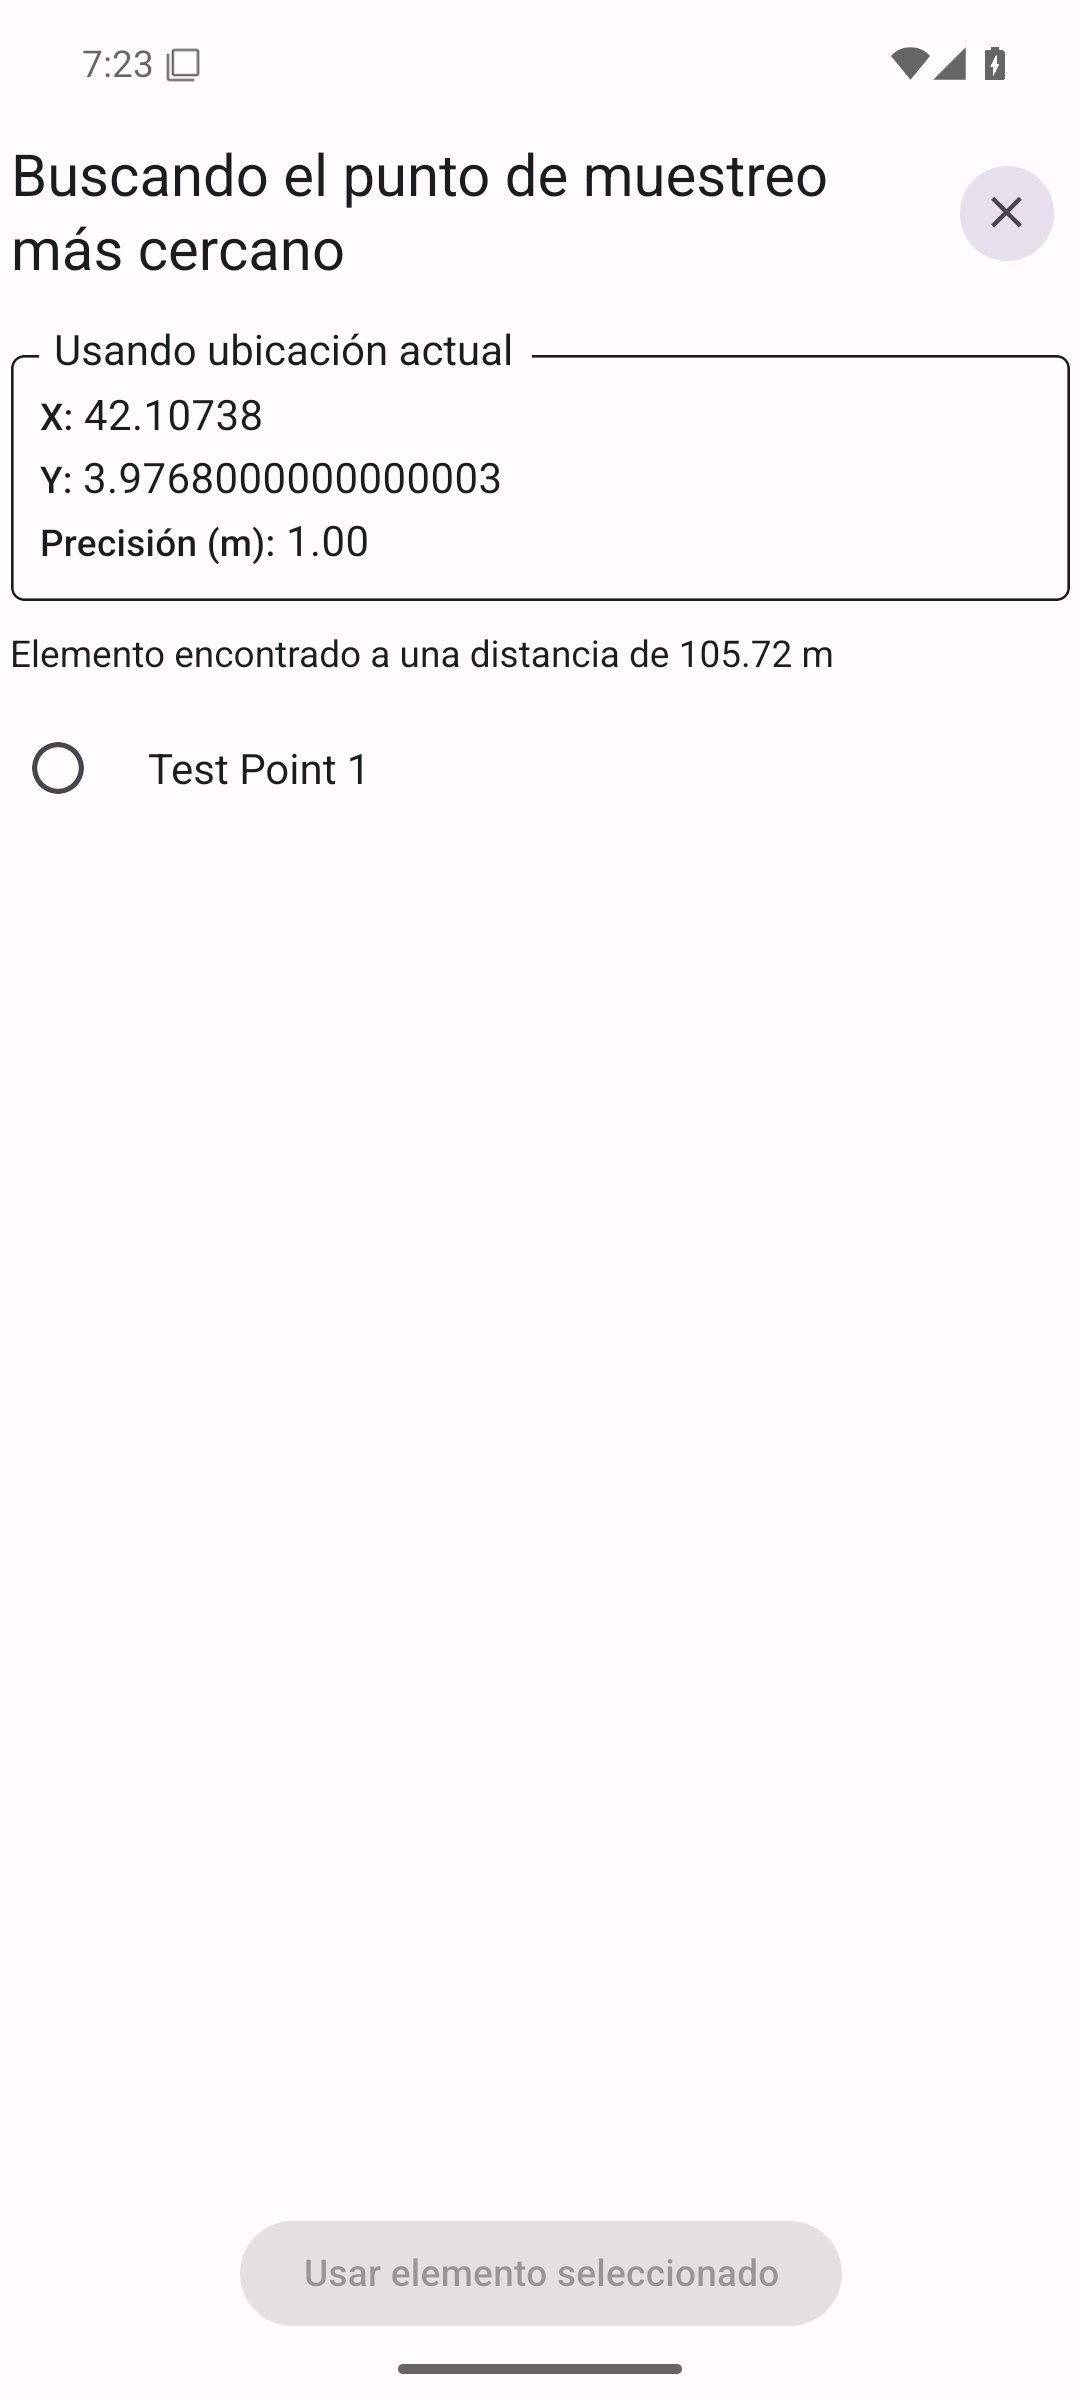 7:23
Buscando el punto de muestreo
más cercano
Usando ubicación actual
X: 42.10738
Y: 3.9768000000000003
Precisión (m): 1.00
Elemento encontrado a una distancia de 105.72 m
Test Point 1
Usar elemento seleccionado